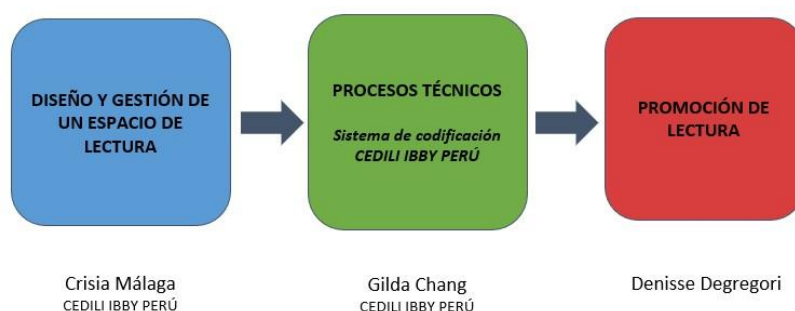 DISEÑO Y GESTIÓN DE
UN ESPACIO DE
LECTURA
PROCESOS TÉCNICOS
Sistema de codificación
CEDILI IBBY PERÚ
PROMOCIÓN DE
LECTURA
Crisia Málaga
CEDILI IBBY PERÚ
Gilda Chang
CEDILI IBBY PERÚ
Denisse Degregori